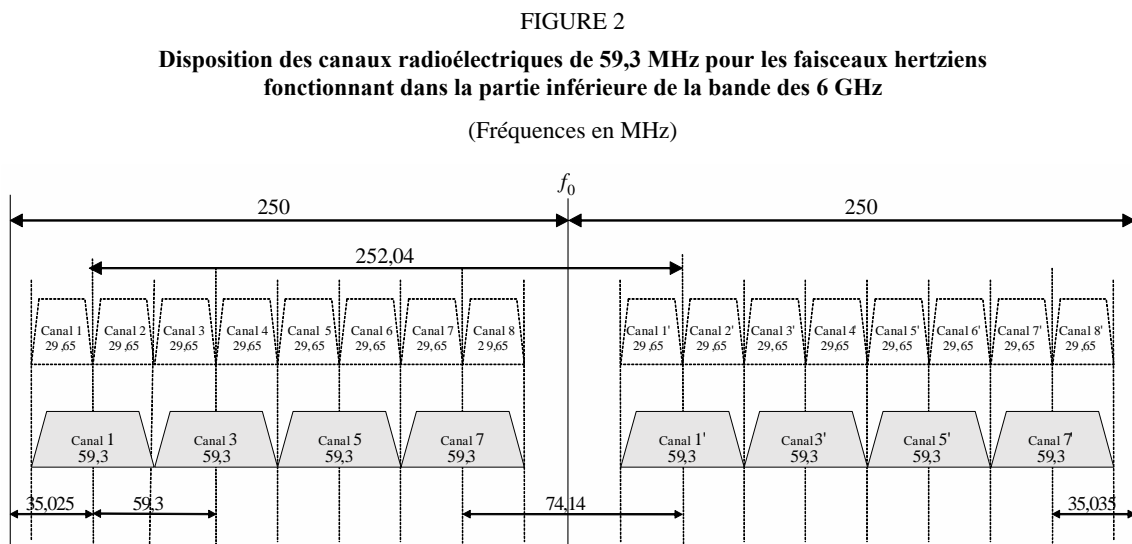 FIGURE 2
Disposition des canaux radioélectriques de 59,3 MHz pour les faisceaux hertziens
fonctionnant dans la partie inférieure de la bande des 6 GHz
(Fréquences en MHz)
f0
250 250
252,04
Canal 1 Canal 2 Canal 3 Canal 4 Canal 5 Canal 6 Canal 7 Canal 8 Canal 1' Canal 2' Canal 3' Canal 4' Canal 5' Canal 6' Canal 7' Canal 8'
29,65 29,65 29,65 29,65 29,65 29,65 29,65 29,65 29,65 29,65 29,65 29,65 29,65 29,65 29,65 29,65
Canal 1 Canal 3 Canal 5 Canal 7 Canal 1' Canal 3' Canal 5' Canal 7'
59,3 59,3 59,3 59,3 59,3 59,3 59,3 59,3
35,025 59,3 74,14 35,035